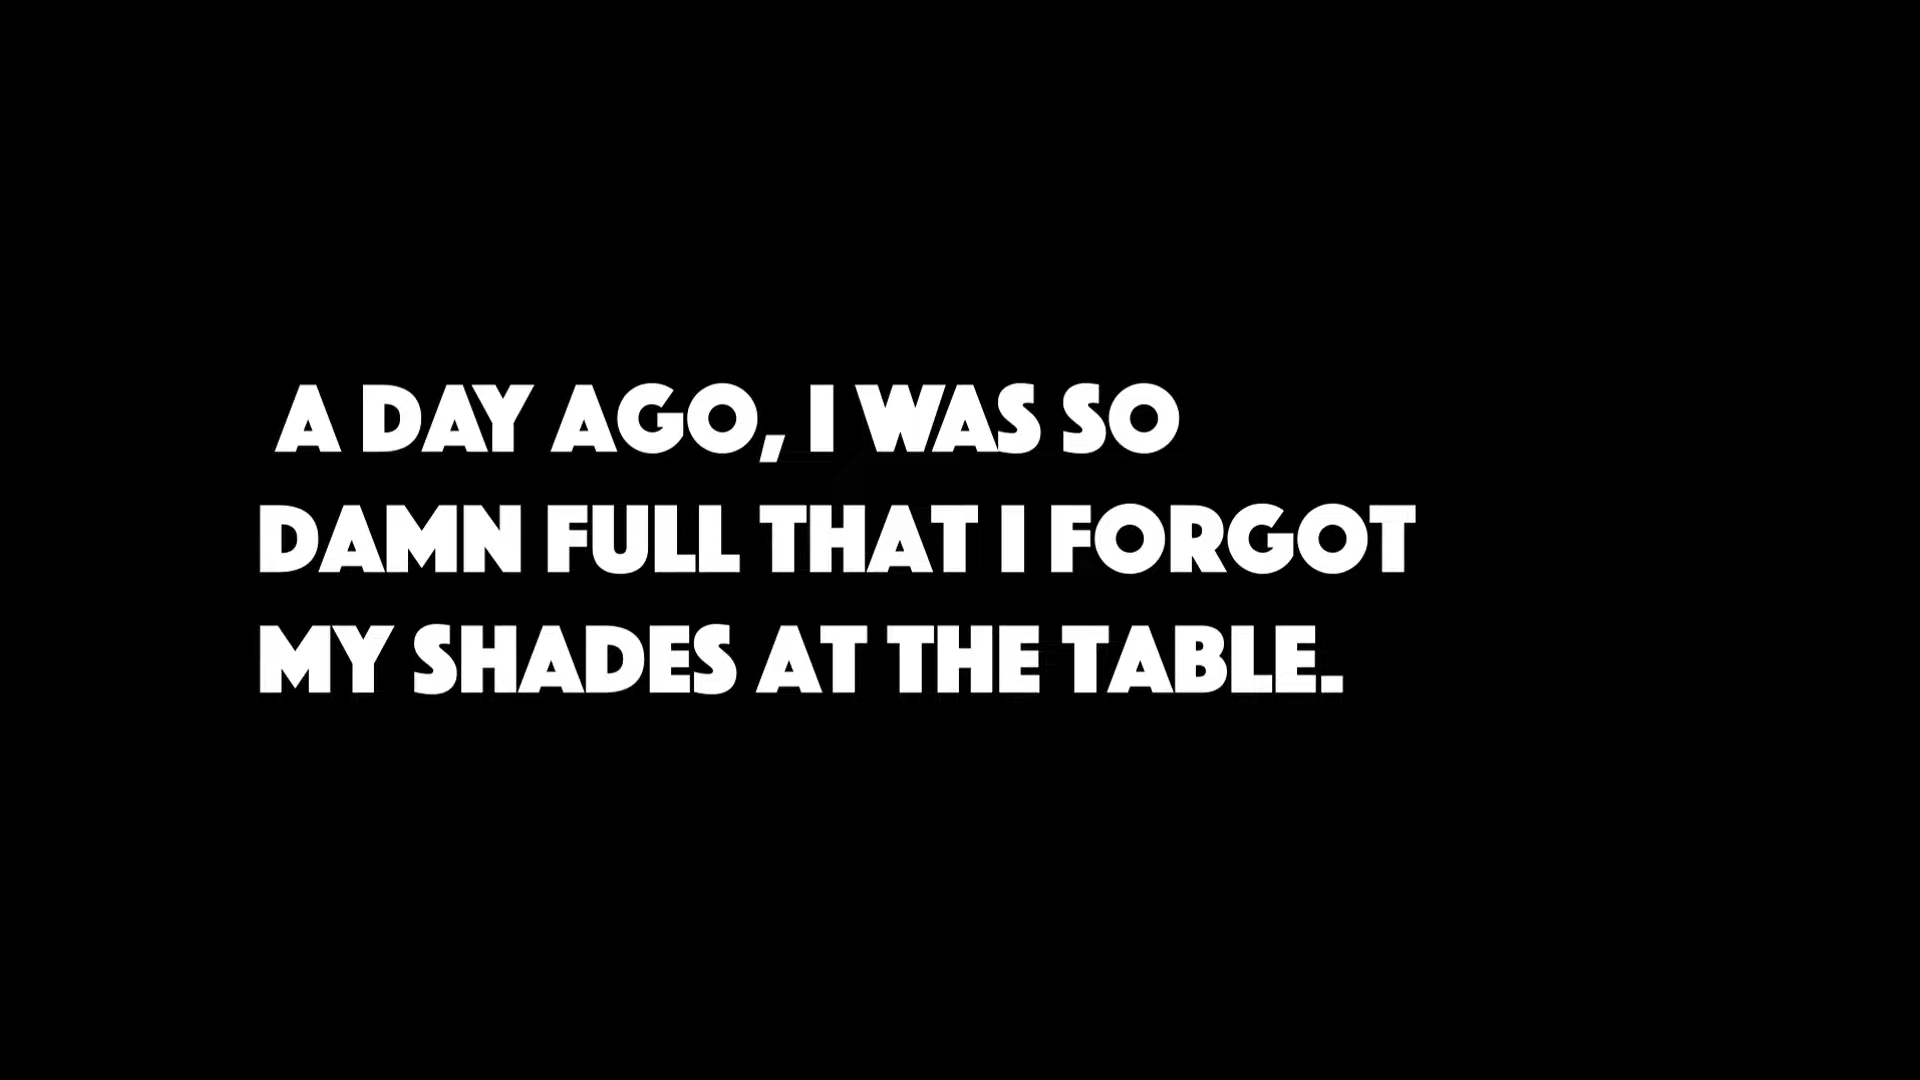 A DAY AGO, I WAS SO
DAMN FULL THAT I FORGOT
MY SHADES AT THE TABLE.